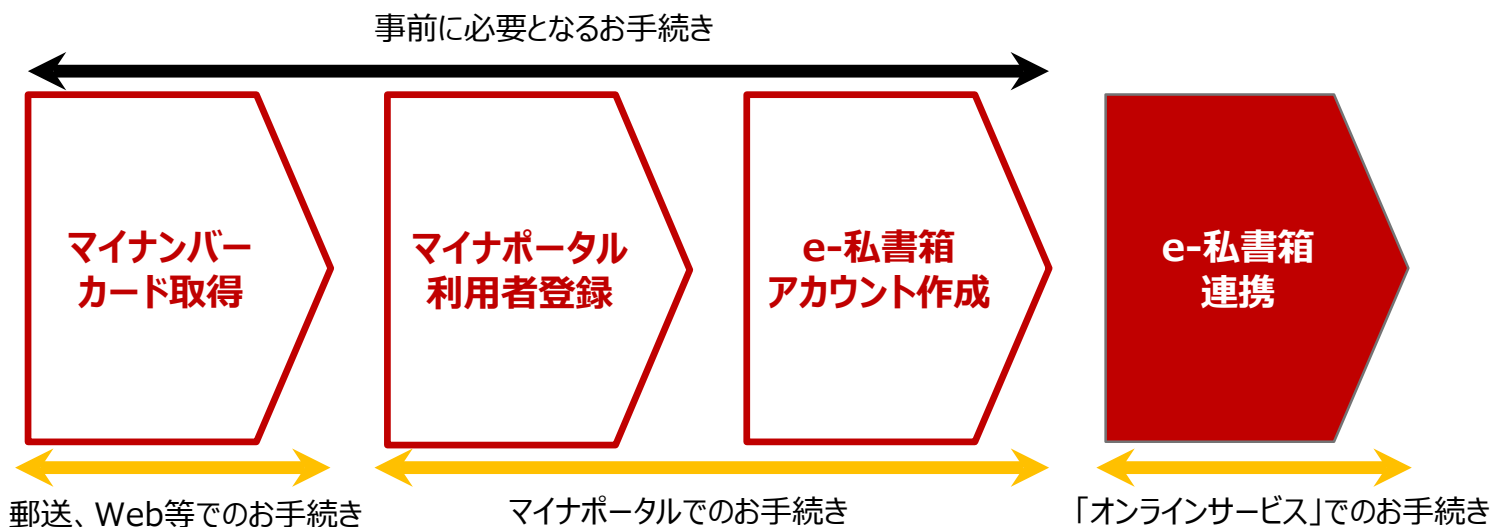 事前に必要となるお手続き
マイナンバー
カード取得
マイナポータル
利用者登録
e-私書箱
アカウント作成
e-私書箱
連携
郵送、Web等でのお手続き
マイナポータルでのお手続き
「オンラインサービス」でのお手続き